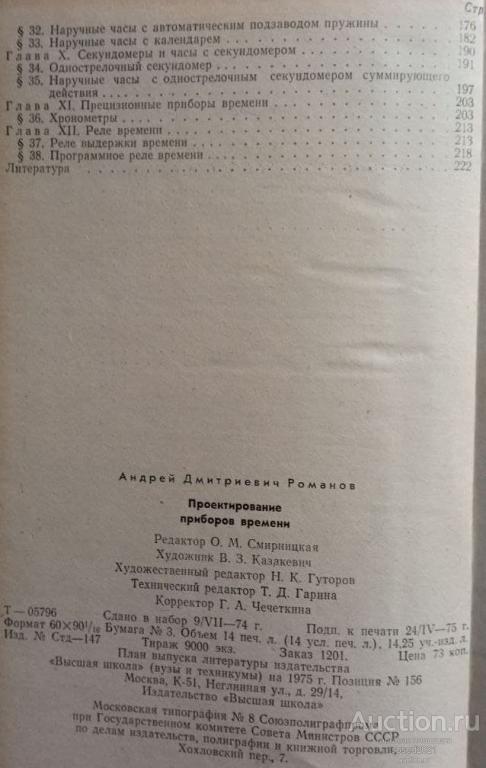 Стр
§ 32. Наручные часы с автоматическим подзаводом пружины 176
§ 33. Наручные часы с календарем 182
Глава X. Секундомеры и часы с секундомером 190
§ 34. Однострелочный секундомер 191
§ 35. Наручные часы с однострелочным секундомером суммирующего
действия 197
Глава XI. Прецизионные приборы времени 203
§ 36. Хронометры 203
Глава XII. Реле времени 213
§ 37. Реле выдержки времени 213
§ 38. Программное реле времени 218
Литература 222
Андрей Дмитриевич Романов
Проектирование
приборов времени
Редактор О. М. Смирницкая
Художник В. З. Казакевич
Художественный редактор Н. К. Гуторов
Технический редактор Т. Д. Гарина
Корректор Г. А. Чечеткина
Т — 05796 Сдано в набор 9/VII—74 г. Подп. к печати 24/IV—75 г.
Формат 60×90 1/16 Бумага № 3. Объем 14 печ. л. (14 усл. печ. л.), 14,25 уч.-изд. л.
Изд. № Стд—147 Тираж 9000 экз. Заказ 1201. Цена 73 коп.
План выпуска литературы издательства
«Высшая школа» (вузы и техникумы) на 1975 г. Позиция № 156
Москва, К-51, Неглинная ул., д. 29/14,
Издательство «Высшая школа»
Московская типография № 8 Союзполиграфпрома
при Государственном комитете Совета Министров СССР
по делам издательств, полиграфии и книжной торговли,
Хохловский пер., 7.
Auction.ru